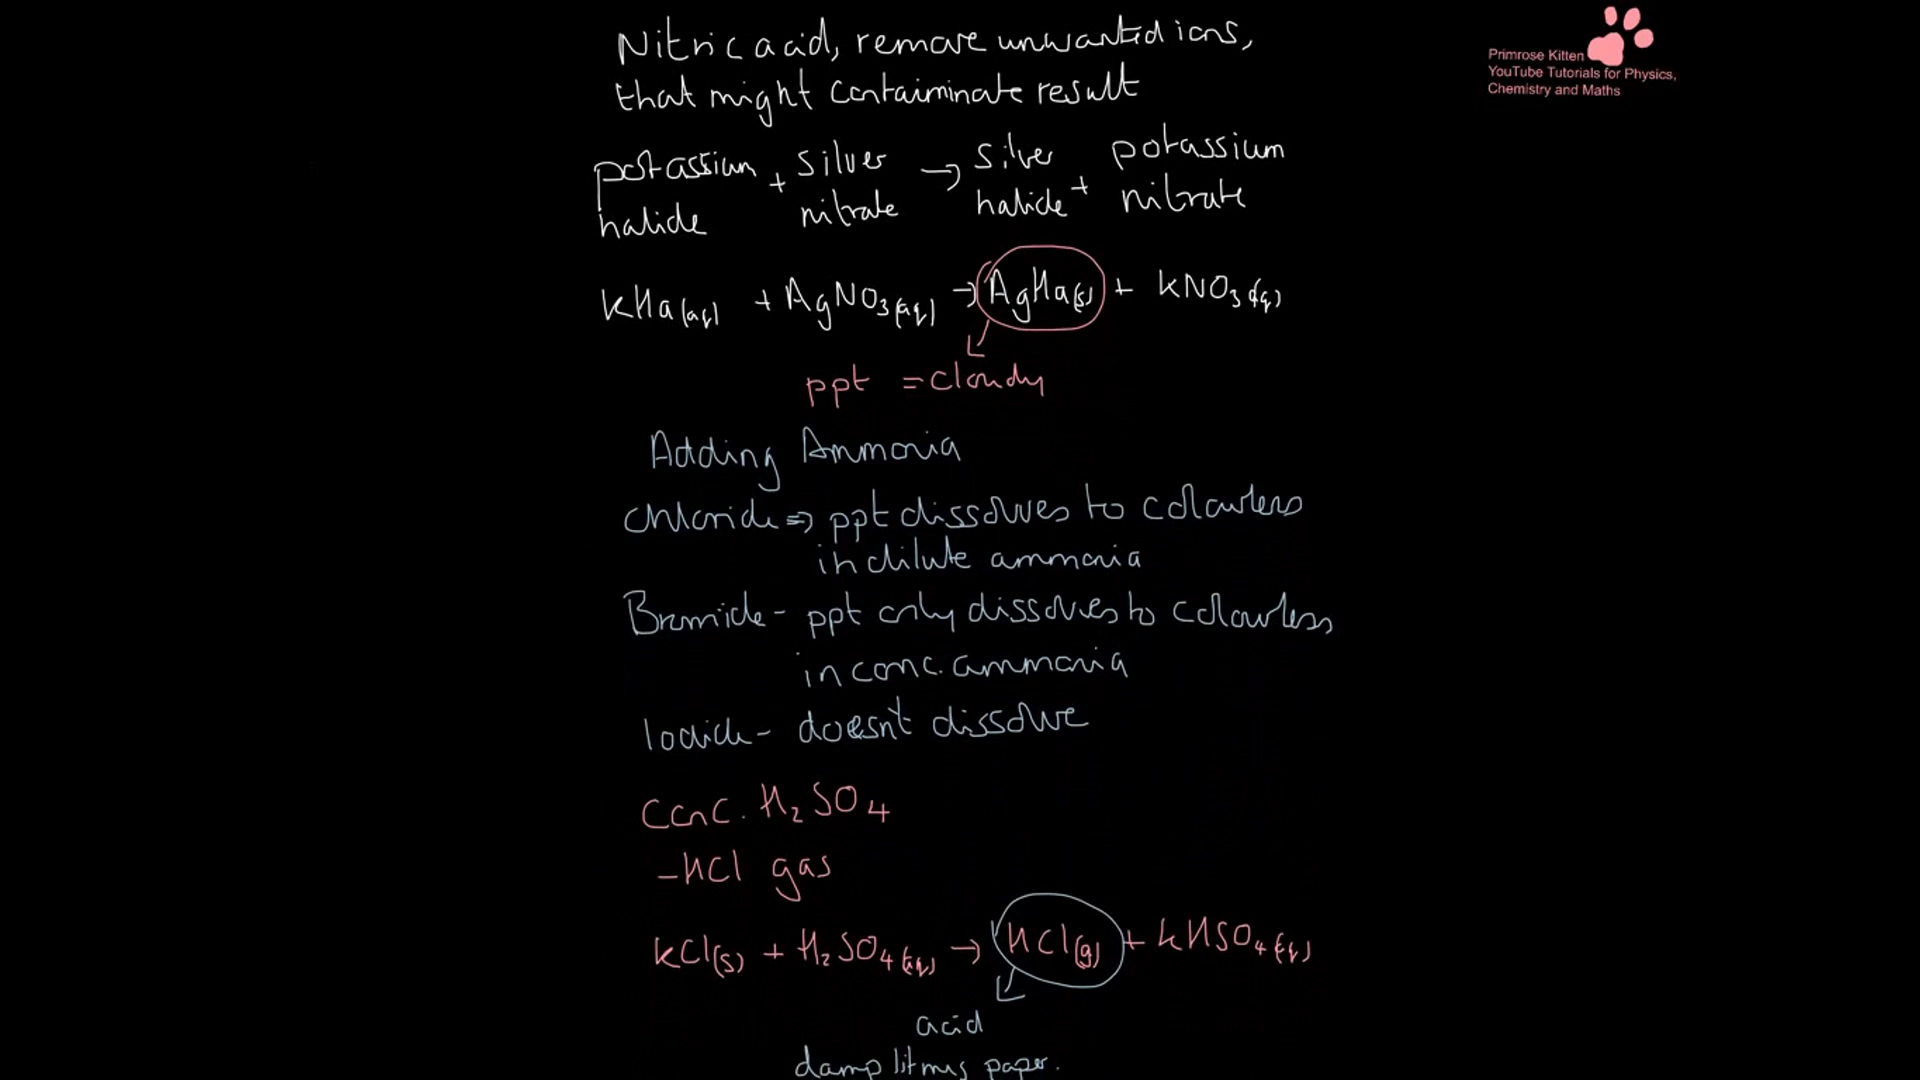 Nitric acid, remove unwanted ions,
that might contaiminate result
Primrose Kitten
YouTube Tutorials for Physics,
Chemistry and Maths
potassium halide + silver nitrate → silver halide + potassium nitrate
KHa(aq) + AgNO3(aq) → AgHa(s) + KNO3(aq)
ppt = cloudy
Adding Ammonia
Chloride ⇒ ppt dissolves to colourless
in dilute ammonia
Bromide - ppt only dissolves to colourless
in conc. ammonia
Iodide - doesn't dissolve
Conc. H2SO4
- HCl gas
KCl(s) + H2SO4(aq) → HCl(g) + KHSO4(aq)
acid
damp litmus paper.